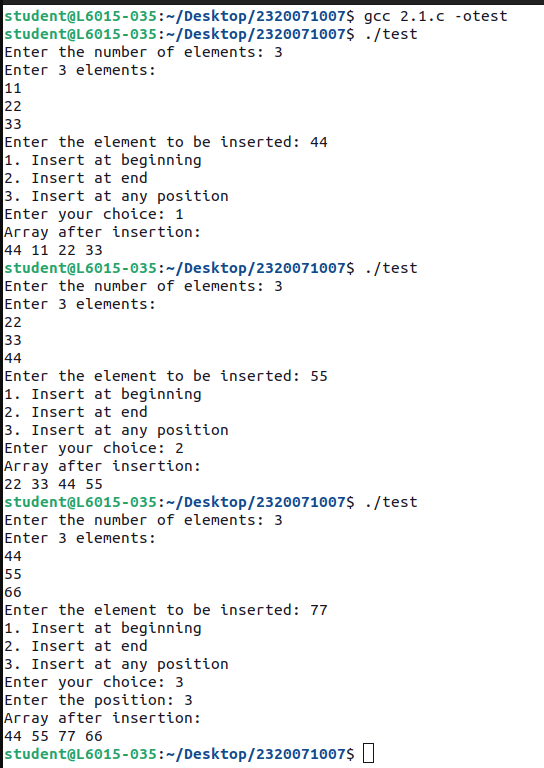 student@L6015-035:~/Desktop/2320071007$ gcc 2.1.c -otest
student@L6015-035:~/Desktop/2320071007$ ./test
Enter the number of elements: 3
Enter 3 elements:
11
22
33
Enter the element to be inserted: 44
1. Insert at beginning
2. Insert at end
3. Insert at any position
Enter your choice: 1
Array after insertion:
44 11 22 33
student@L6015-035:~/Desktop/2320071007$ ./test
Enter the number of elements: 3
Enter 3 elements:
22
33
44
Enter the element to be inserted: 55
1. Insert at beginning
2. Insert at end
3. Insert at any position
Enter your choice: 2
Array after insertion:
22 33 44 55
student@L6015-035:~/Desktop/2320071007$ ./test
Enter the number of elements: 3
Enter 3 elements:
44
55
66
Enter the element to be inserted: 77
1. Insert at beginning
2. Insert at end
3. Insert at any position
Enter your choice: 3
Enter the position: 3
Array after insertion:
44 55 77 66
student@L6015-035:~/Desktop/2320071007$